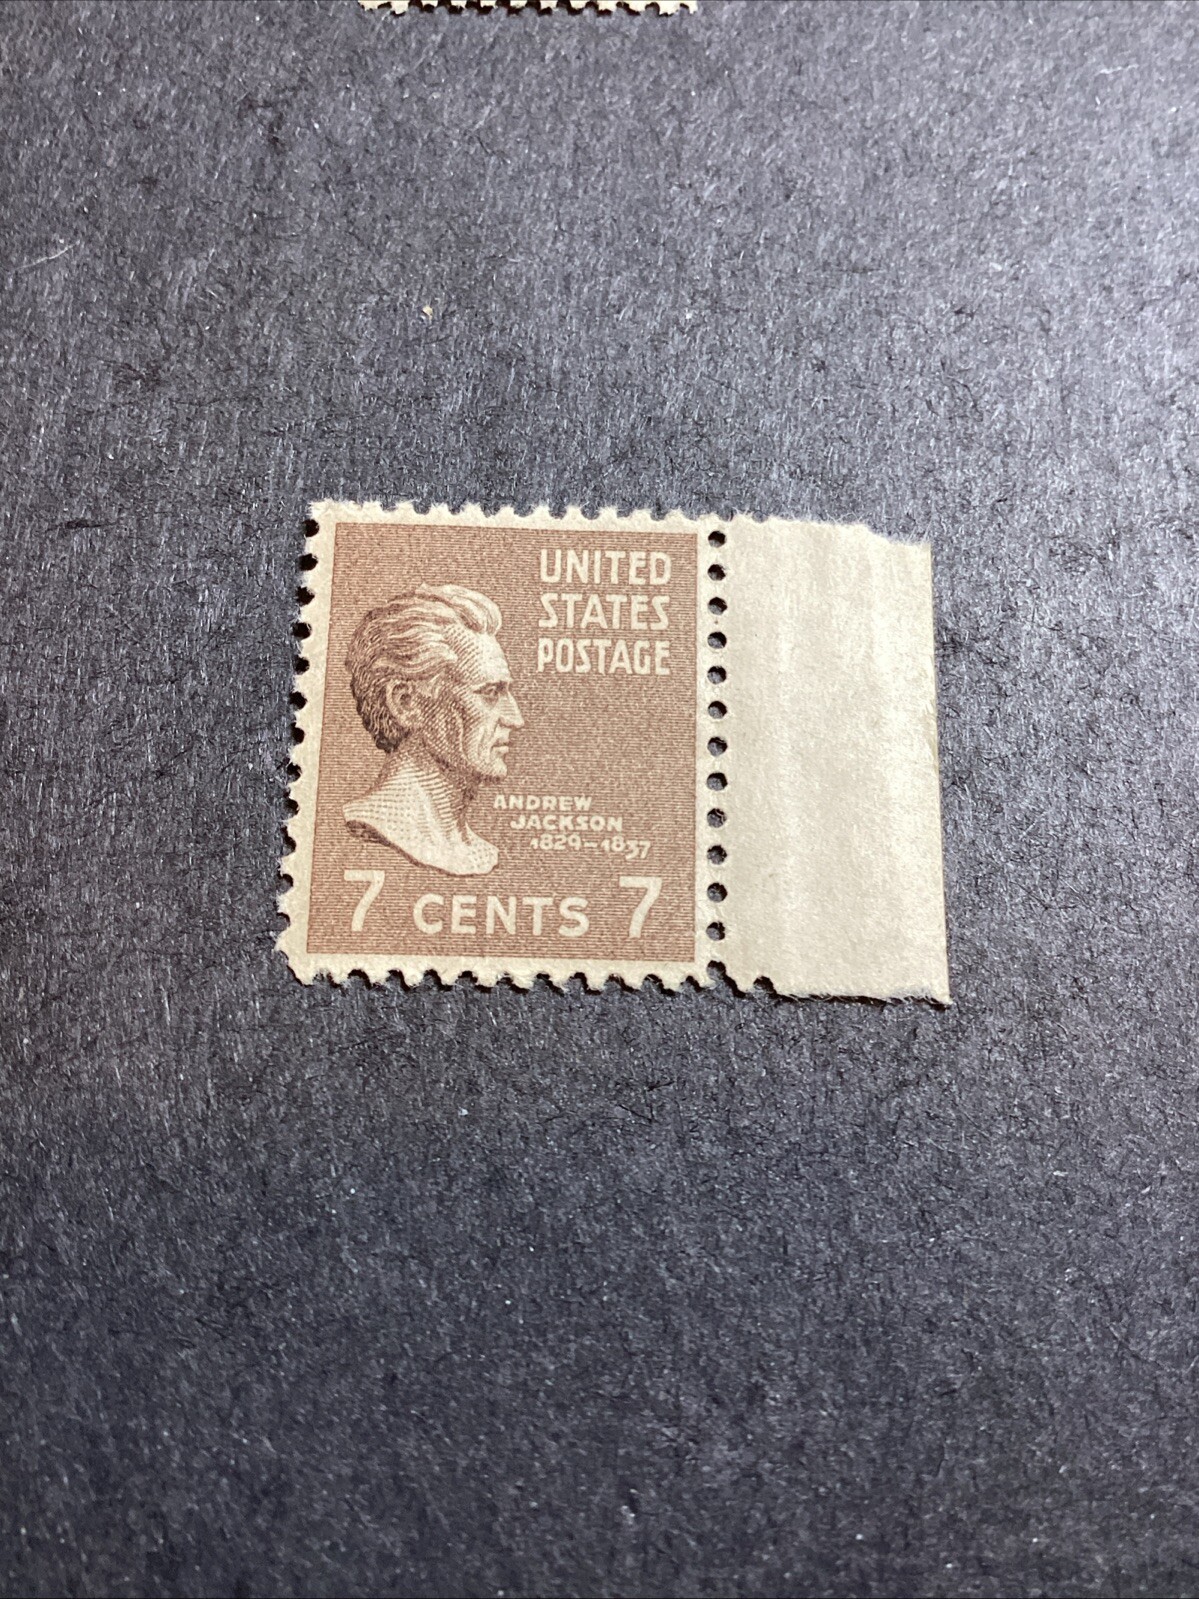 UNITED
STATES
POSTAGE
ANDREW
JACKSON
1829-1837
7 CENTS 7